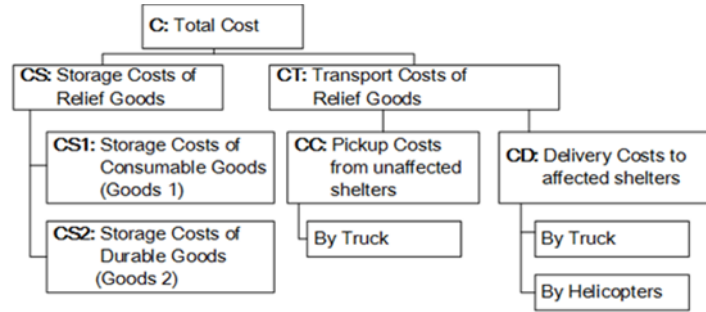 C: Total Cost
CS: Storage Costs of
Relief Goods
CT: Transport Costs of
Relief Goods
CS1: Storage Costs of
Consumable Goods
(Goods 1)
CC: Pickup Costs
from unaffected
shelters
CD: Delivery Costs to
affected shelters
CS2: Storage Costs of
Durable Goods
(Goods 2)
By Truck
By Truck
By Helicopters